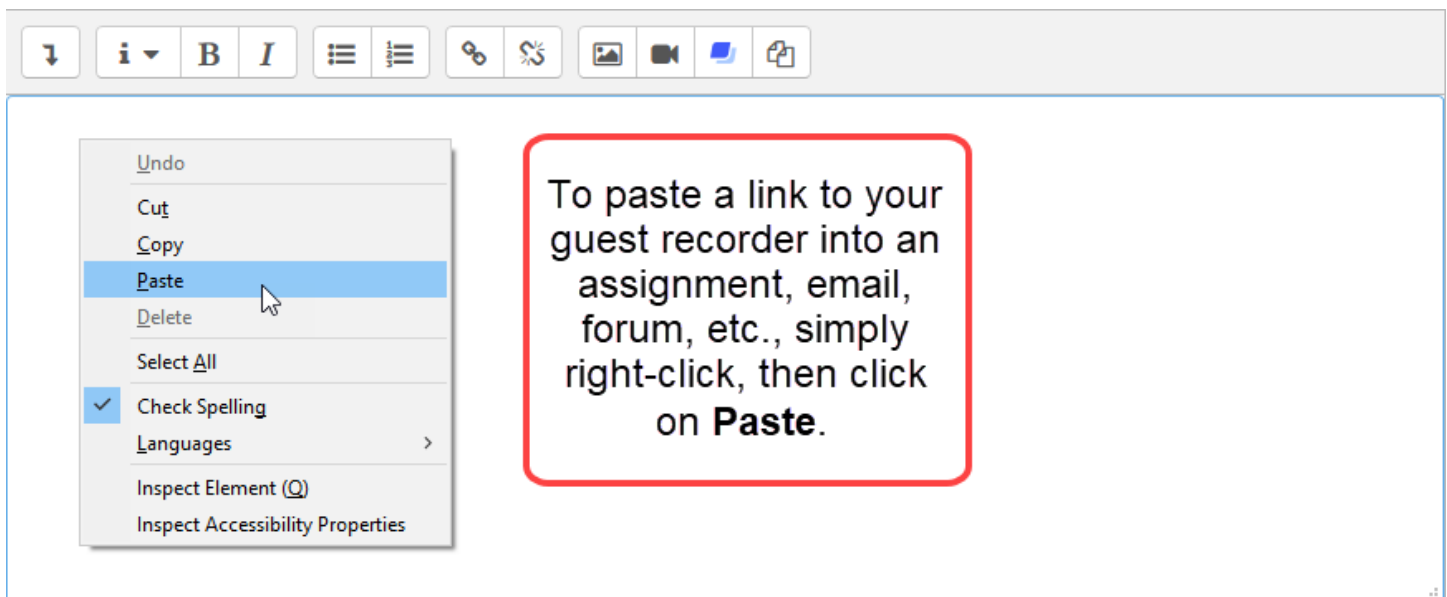 i B I
Undo
Cut
Copy
Paste
Delete
Select All
Check Spelling
Languages
Inspect Element (Q)
Inspect Accessibility Properties
To paste a link to your
guest recorder into an
assignment, email,
forum, etc., simply
right-click, then click
on Paste.